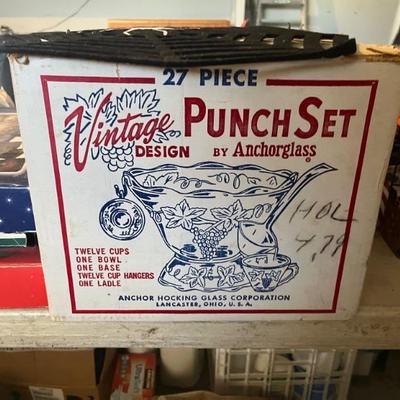 27 PIECE
Vintage PUNCH SET
DESIGN BY Anchorglass®
HOL
4.79
TWELVE CUPS
ONE BOWL
ONE BASE
TWELVE CUP HANGERS
ONE LADLE
ANCHOR HOCKING GLASS CORPORATION
LANCASTER, OHIO, U. S. A.